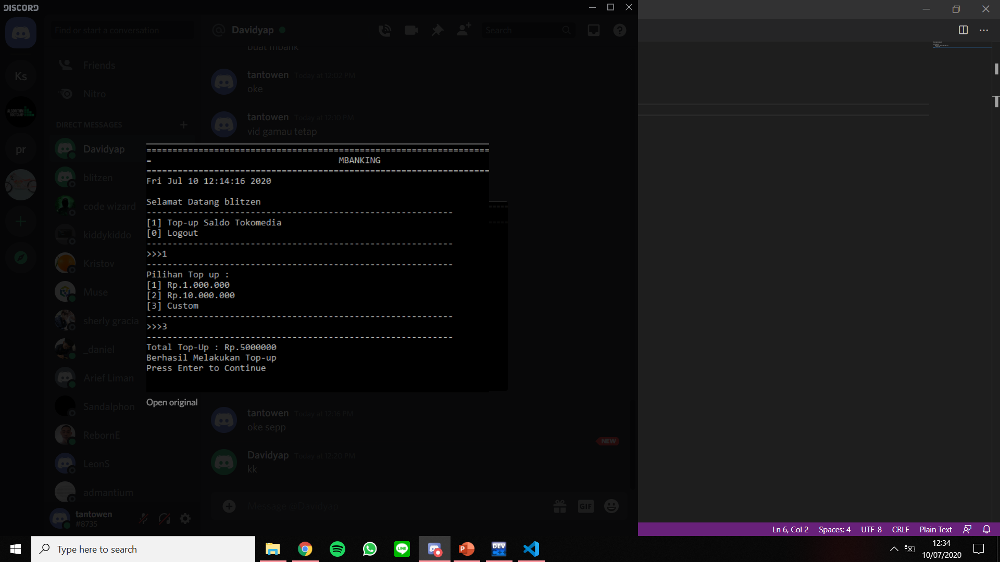 DISCORD
Find or start a conversation
Friends
Nitro
DIRECT MESSAGES
Ks
ALGORITHM
BOOTCAMP
pr
Davidyap
blitzen
code wizard
kiddykiddo
Kristov
Muse
sherly gracia
_daniel
Arief Liman
Sandalphon
RebornE
LeonS
admantium
tantowen
#8735
Davidyap
Search
buat mbank
tantowen Today at 12:02 PM
oke
tantowen Today at 12:10 PM
vid gamau tetap
==================================================================
= MBANKING
==================================================================
Fri Jul 10 12:14:16 2020
Selamat Datang blitzen
-----------------------------------------------------------
[1] Top-up Saldo Tokomedia
[0] Logout
-----------------------------------------------------------
>>>1
-----------------------------------------------------------
Pilihan Top up :
[1] Rp.1.000.000
[2] Rp.10.000.000
[3] Custom
-----------------------------------------------------------
>>>3
-----------------------------------------------------------
Total Top-Up : Rp.5000000
Berhasil Melakukan Top-up
Press Enter to Continue
Open original
tantowen Today at 12:16 PM
oke sepp
NEW
Davidyap Today at 12:20 PM
kk
Message @Davidyap
GIF
Ln 6, Col 2 Spaces: 4 UTF-8 CRLF Plain Text
Type here to search
LINE
P
DEV
C++
12:34
10/07/2020